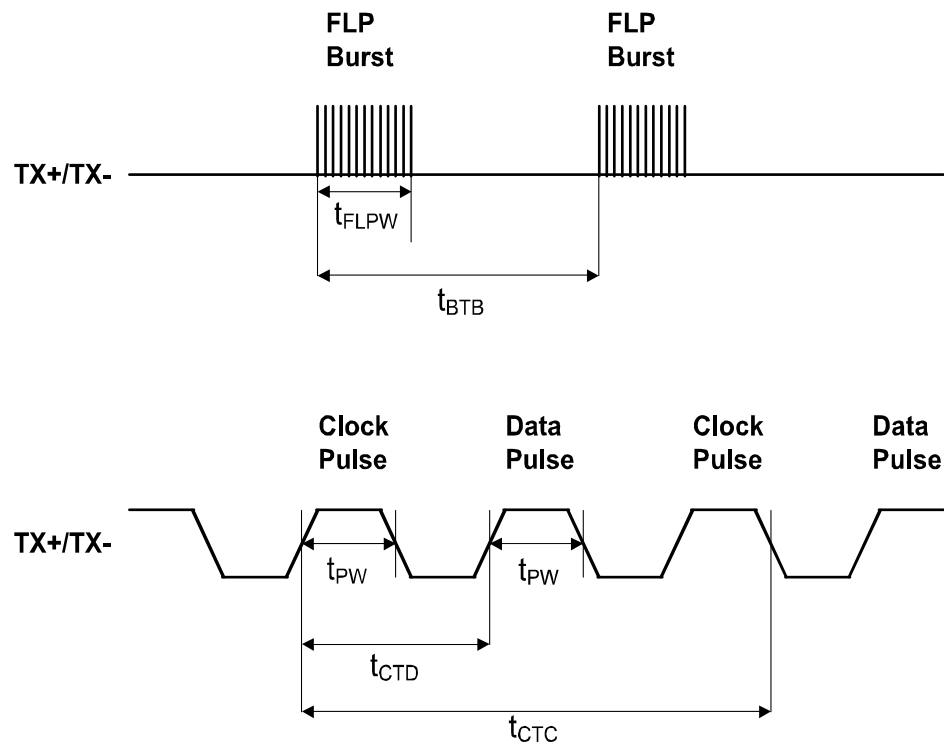 FLP Burst FLP Burst
TX+/TX-
tFLPW
tBTB
Clock Pulse Data Pulse Clock Pulse Data Pulse
TX+/TX-
tPW tPW
tCTD
tCTC